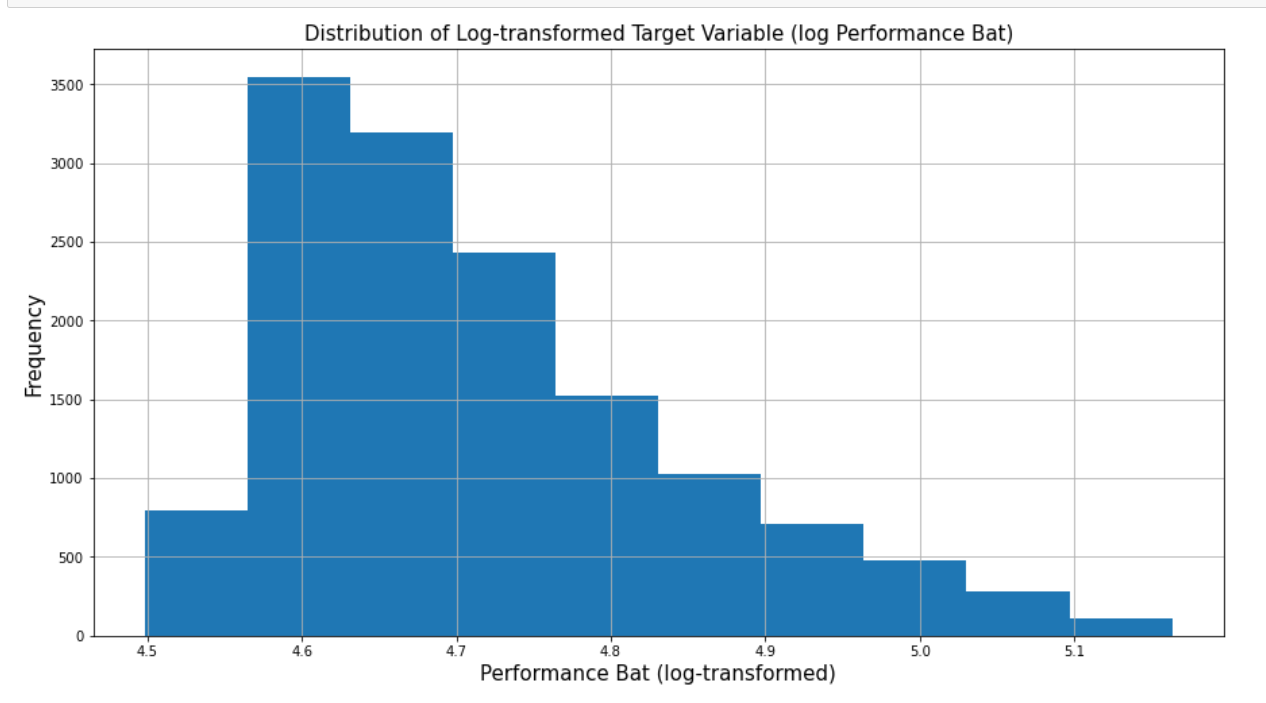 Distribution of Log-transformed Target Variable (log Performance Bat)
3500
3000
2500
2000
1500
1000
500
0
Frequency
4.5 4.6 4.7 4.8 4.9 5.0 5.1
Performance Bat (log-transformed)